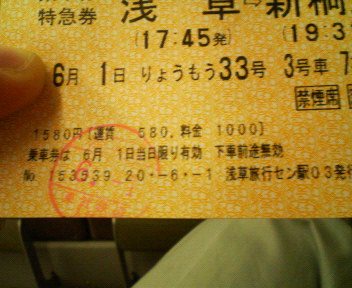 特急券 浅草⇨新桐
(17:45発) (19:3
6月 1日 りょうもう33号 3号車 7
禁煙席
1580円【運賃 580.料金 1000】
乗車券は 6月 1日当日限り有効 下車前途無効
No 153939 20.-6.-1 浅草旅行セン駅03発行